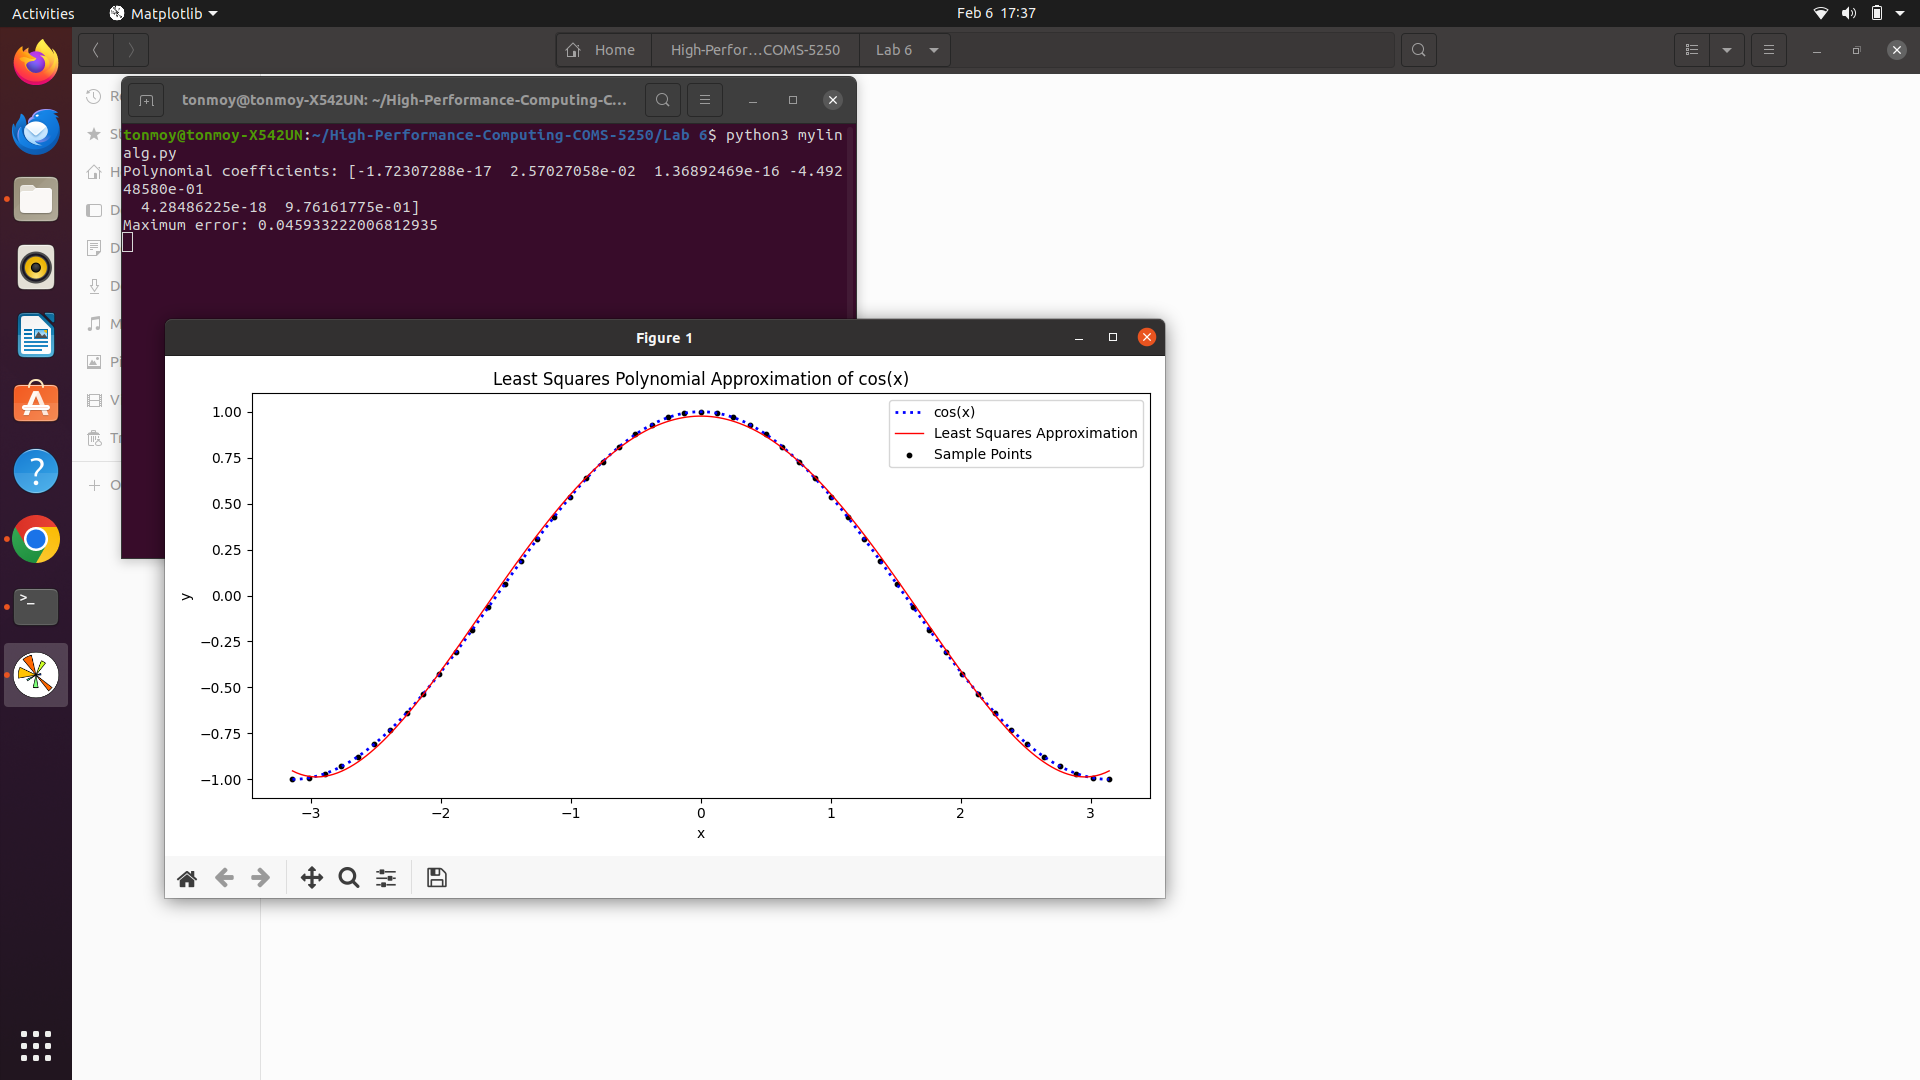 Activities
Matplotlib
Feb 6 17:37
Home
High-Perfor…COMS-5250
Lab 6
tonmoy@tonmoy-X542UN: ~/High-Performance-Computing-C…
tonmoy@tonmoy-X542UN:~/High-Performance-Computing-COMS-5250/Lab 6$ python3 mylin
alg.py
Polynomial coefficients: [-1.72307288e-17  2.57027058e-02  1.36892469e-16 -4.492
48580e-01
  4.28486225e-18  9.76161775e-01]
Maximum error: 0.045933222006812935
Figure 1
Least Squares Polynomial Approximation of cos(x)
cos(x)
Least Squares Approximation
Sample Points
1.00
0.75
0.50
0.25
0.00
−0.25
−0.50
−0.75
−1.00
y
−3 −2 −1 0 1 2 3
x